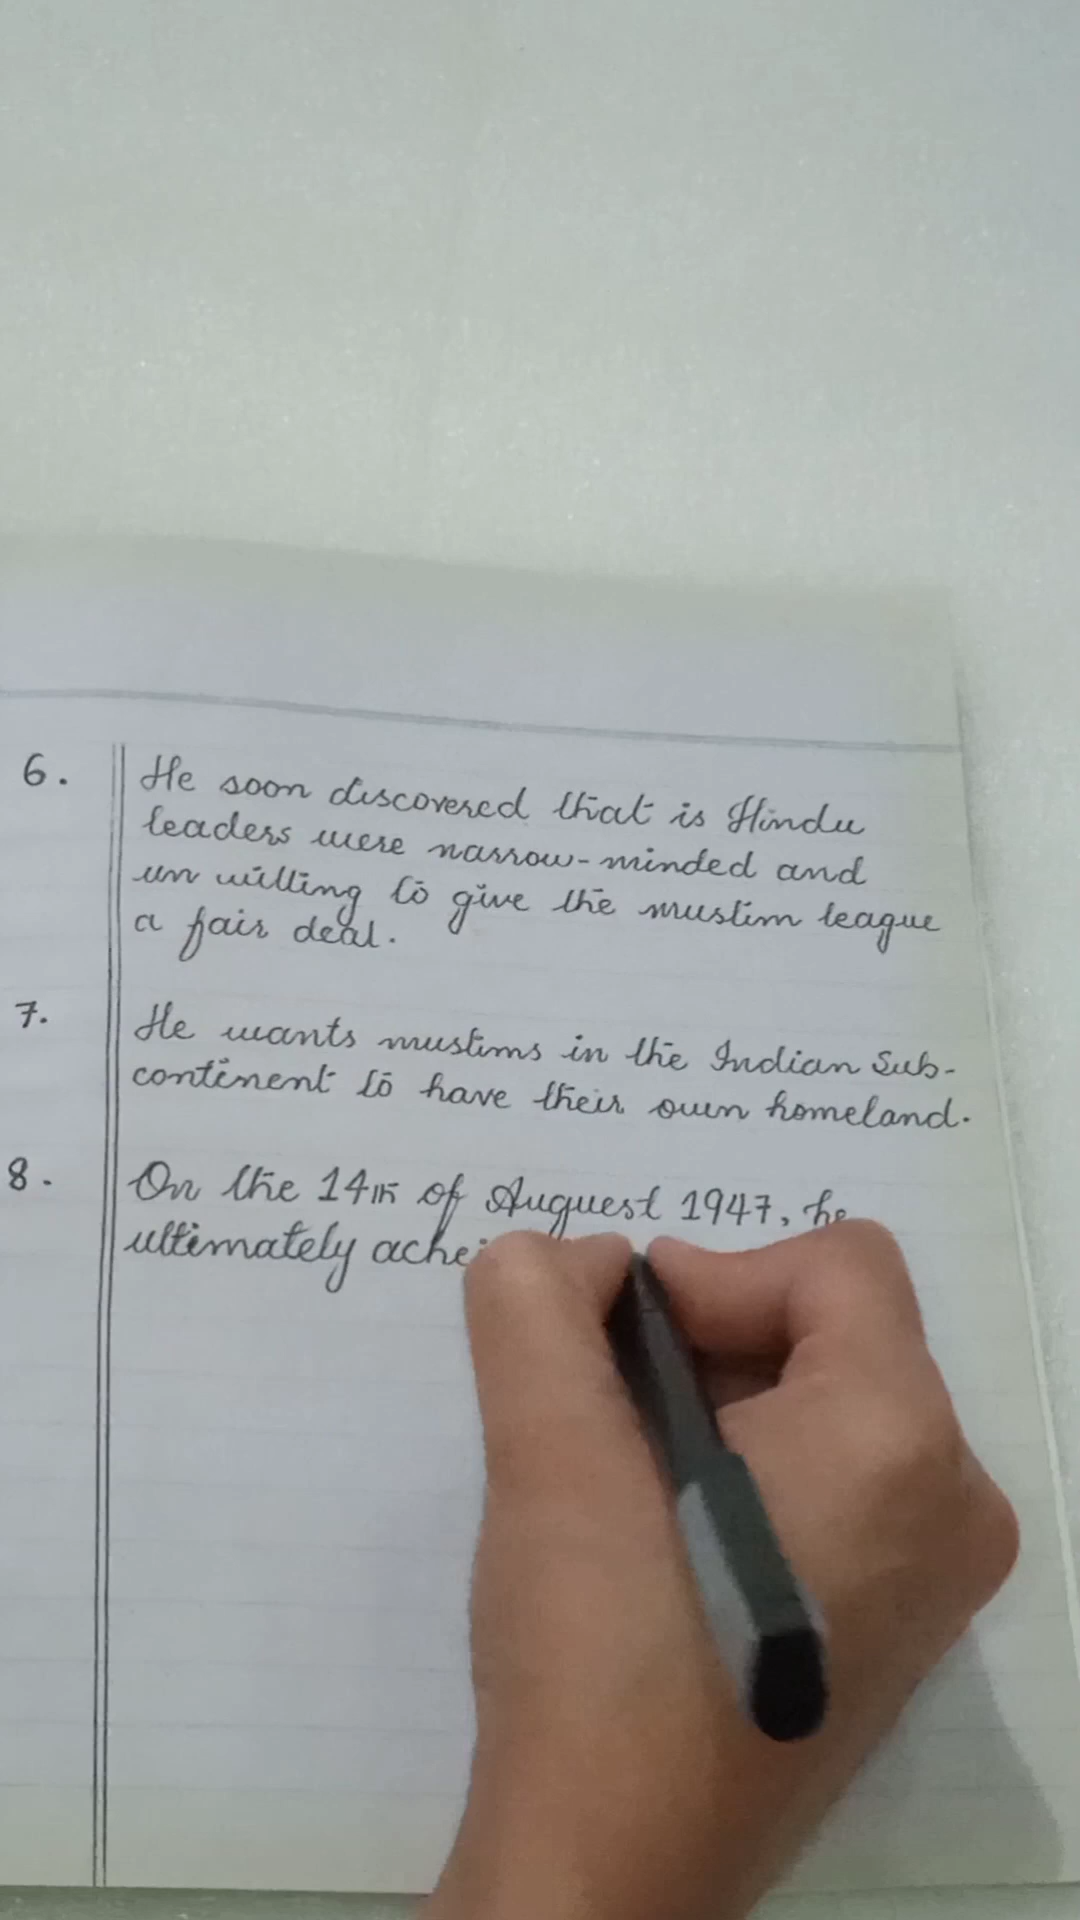 6. He soon discovered that is Hindu
leaders were narrow-minded and
un willing to give the muslim league
a fair deal.
7. He wants muslims in the Indian Sub-
continent to have their own homeland.
8. On the 14th of Auguest 1947, he
ultimately